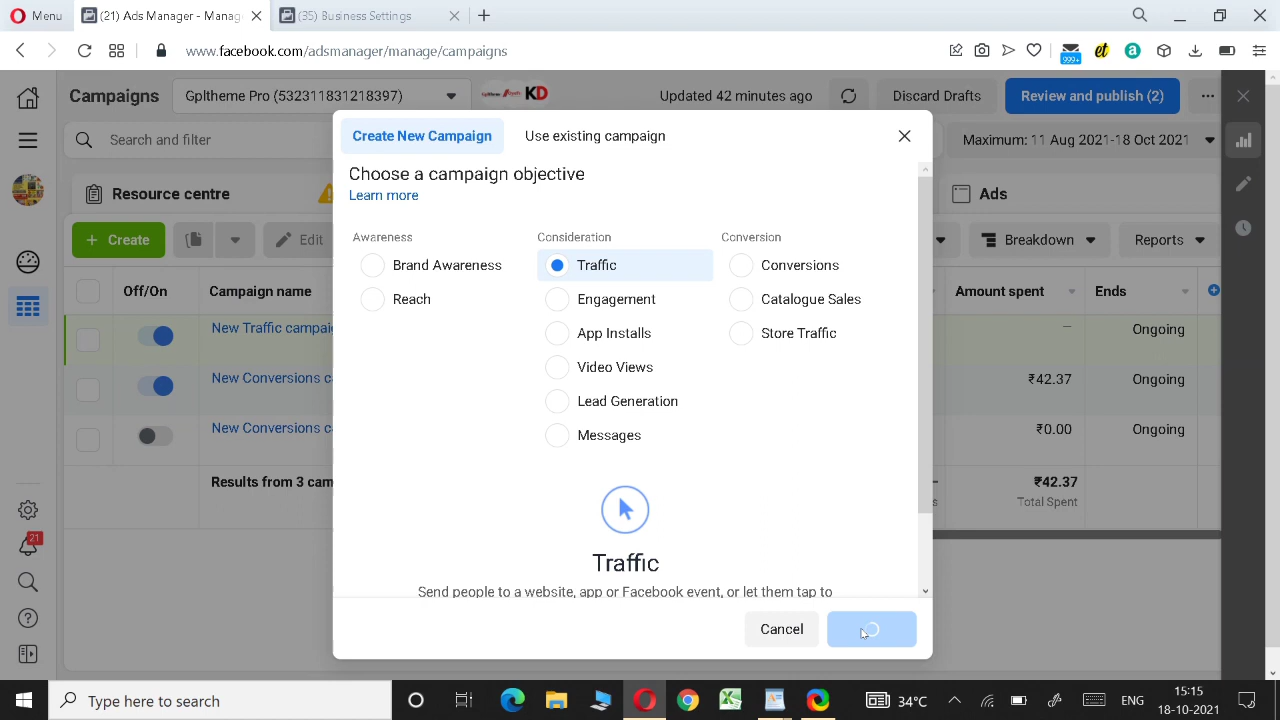 Menu
(21) Ads Manager - Manag
(35) Business Settings
www.facebook.com/adsmanager/manage/campaigns
999+
Campaigns
Gpltheme Pro (532311831218397)
KD
Updated 42 minutes ago
Discard Drafts
Review and publish (2)
Create New Campaign
Use existing campaign
Search and filter
Maximum: 11 Aug 2021-18 Oct 2021
Choose a campaign objective
Learn more
Resource centre
Ads
Create
Edit
Breakdown
Reports
Awareness
Consideration
Conversion
Brand Awareness
Traffic
Conversions
Reach
Engagement
Catalogue Sales
App Installs
Store Traffic
Video Views
Lead Generation
Messages
Off/On
Campaign name
Amount spent
Ends
New Traffic campai
—
Ongoing
New Conversions c
₹42.37
Ongoing
New Conversions c
₹0.00
Ongoing
Results from 3 cam
₹42.37
Total Spent
Traffic
Send people to a website, app or Facebook event, or let them tap to
Cancel
21
Type here to search
34°C
ENG
15:15
18-10-2021